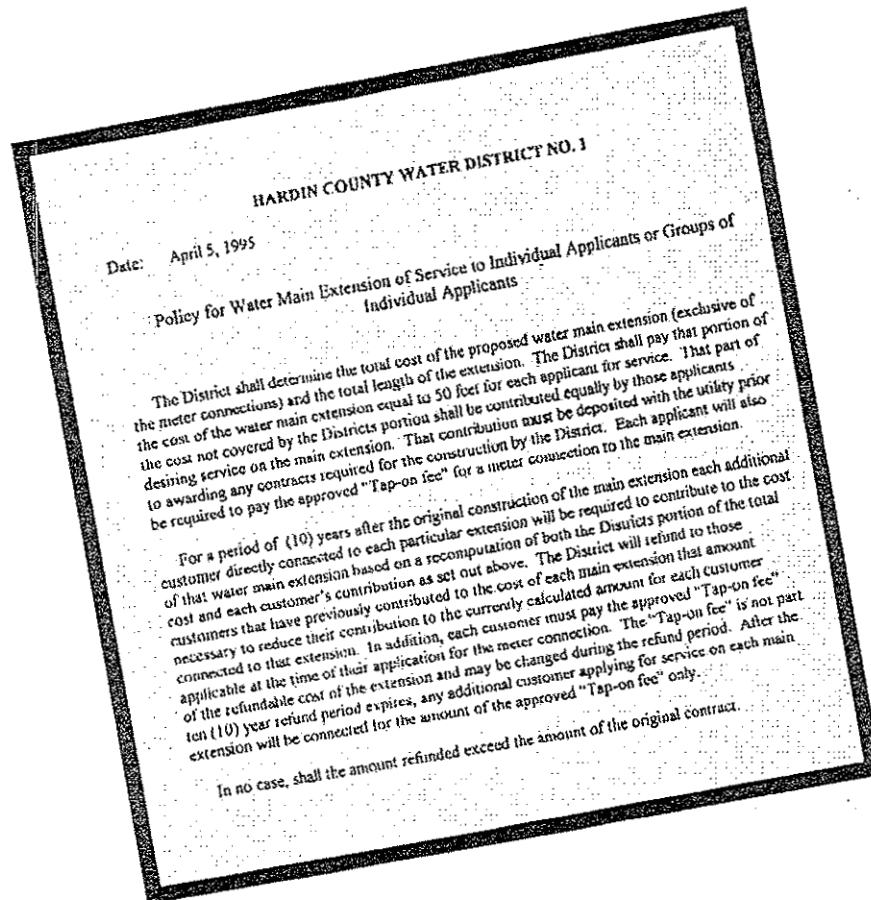 HARDIN COUNTY WATER DISTRICT NO. 1
Date: April 5, 1995
Policy for Water Main Extension of Service to Individual Applicants or Groups of
Individual Applicants
The District shall determine the total cost of the proposed water main extension (exclusive of
the meter connections) and the total length of the extension. The District shall pay that portion of
the cost of the water main extension equal to 50 feet for each applicant for service. That part of
the cost not covered by the Districts portion shall be contributed equally by those applicants
desiring service on the main extension. That contribution must be deposited with the utility prior
to awarding any contracts required for the construction by the District. Each applicant will also
be required to pay the approved "Tap-on fee" for a meter connection to the main extension.
For a period of (10) years after the original construction of the main extension each additional
customer directly connected to each particular extension will be required to contribute to the cost
of that water main extension based on a recomputation of both the Districts portion of the total
cost and each customer's contribution as set out above. The District will refund to those
customers that have previously contributed to the cost of each main extension that amount
necessary to reduce their contribution to the currently calculated amount for each customer
connected to that extension. In addition, each customer must pay the approved "Tap-on fee"
applicable at the time of their application for the meter connection. The "Tap-on fee" is not part
of the refundable cost of the extension and may be changed during the refund period. After the
ten (10) year refund period expires, any additional customer applying for service on each main
extension will be connected for the amount of the approved "Tap-on fee" only.
In no case, shall the amount refunded exceed the amount of the original contract.